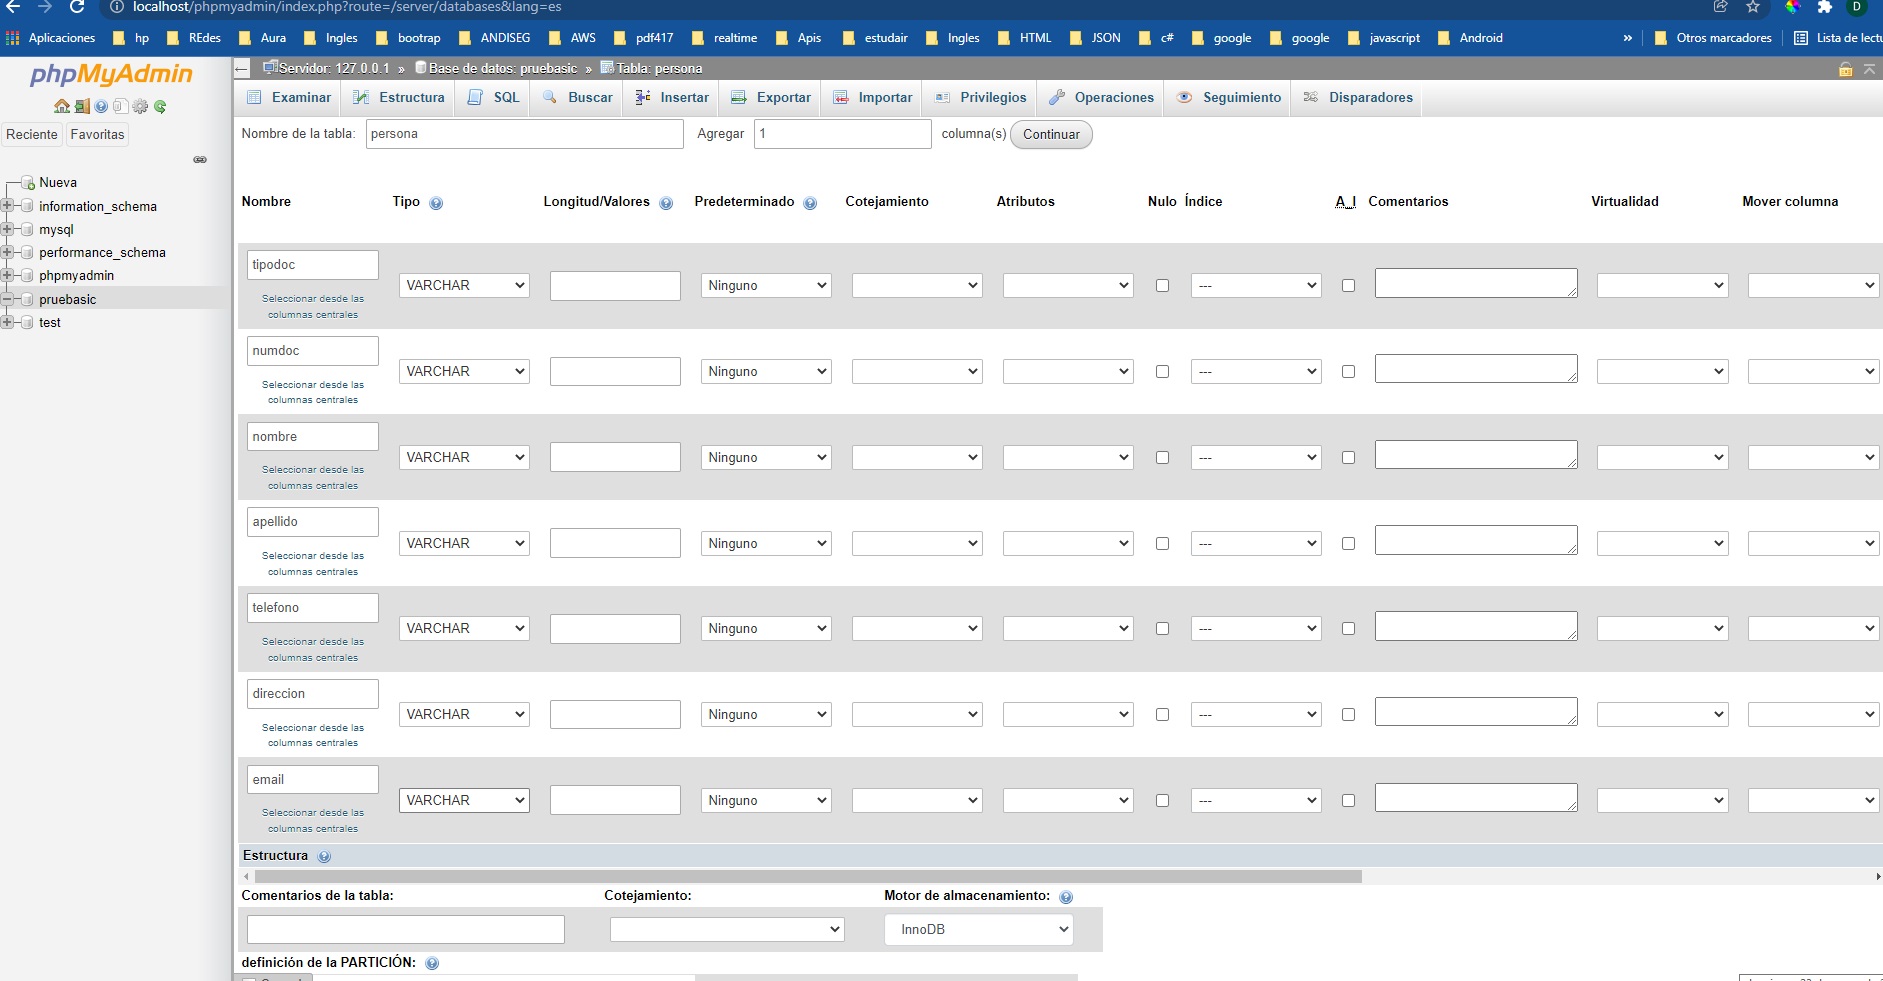 localhost/phpmyadmin/index.php?route=/server/databases&lang=es
D
Aplicaciones hp REdes Aura Ingles bootrap ANDISEG AWS pdf417 realtime Apis estudair Ingles HTML JSON c# google google javascript Android » Otros marcadores Lista de lectu
phpMyAdmin
Reciente Favoritas
Nueva
information_schema
mysql
performance_schema
phpmyadmin
pruebasic
test
Servidor: 127.0.0.1 » Base de datos: pruebasic » Tabla: persona
Examinar Estructura SQL Buscar Insertar Exportar Importar Privilegios Operaciones Seguimiento Disparadores
Nombre de la tabla: persona Agregar 1 columna(s) Continuar
Nombre Tipo Longitud/Valores Predeterminado Cotejamiento Atributos Nulo Índice A_I Comentarios Virtualidad Mover columna
tipodoc
VARCHAR Ninguno ---
Seleccionar desde las
columnas centrales
numdoc
VARCHAR Ninguno ---
Seleccionar desde las
columnas centrales
nombre
VARCHAR Ninguno ---
Seleccionar desde las
columnas centrales
apellido
VARCHAR Ninguno ---
Seleccionar desde las
columnas centrales
telefono
VARCHAR Ninguno ---
Seleccionar desde las
columnas centrales
direccion
VARCHAR Ninguno ---
Seleccionar desde las
columnas centrales
email
VARCHAR Ninguno ---
Seleccionar desde las
columnas centrales
Estructura
Comentarios de la tabla: Cotejamiento: Motor de almacenamiento:
InnoDB
definición de la PARTICIÓN: